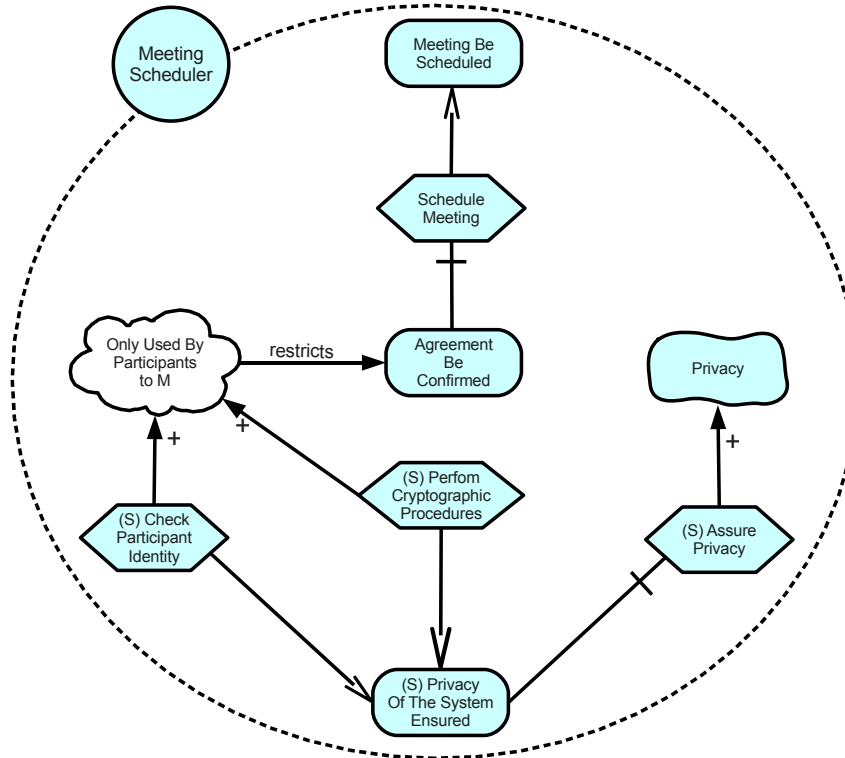 Meeting
Scheduler
Meeting Be
Scheduled
Schedule
Meeting
Only Used By
Participants
to M
restricts
Agreement
Be
Confirmed
Privacy
+
+
+
(S) Check
Participant
Identity
(S) Perfom
Cryptographic
Procedures
(S) Assure
Privacy
(S) Privacy
Of The System
Ensured